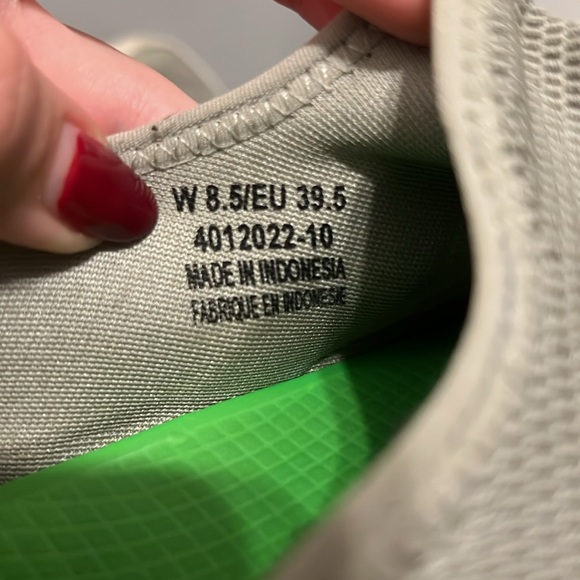 W 8.5/EU 39.5
4012022-10
MADE IN INDONESIA
FABRIQUE EN INDONESIE